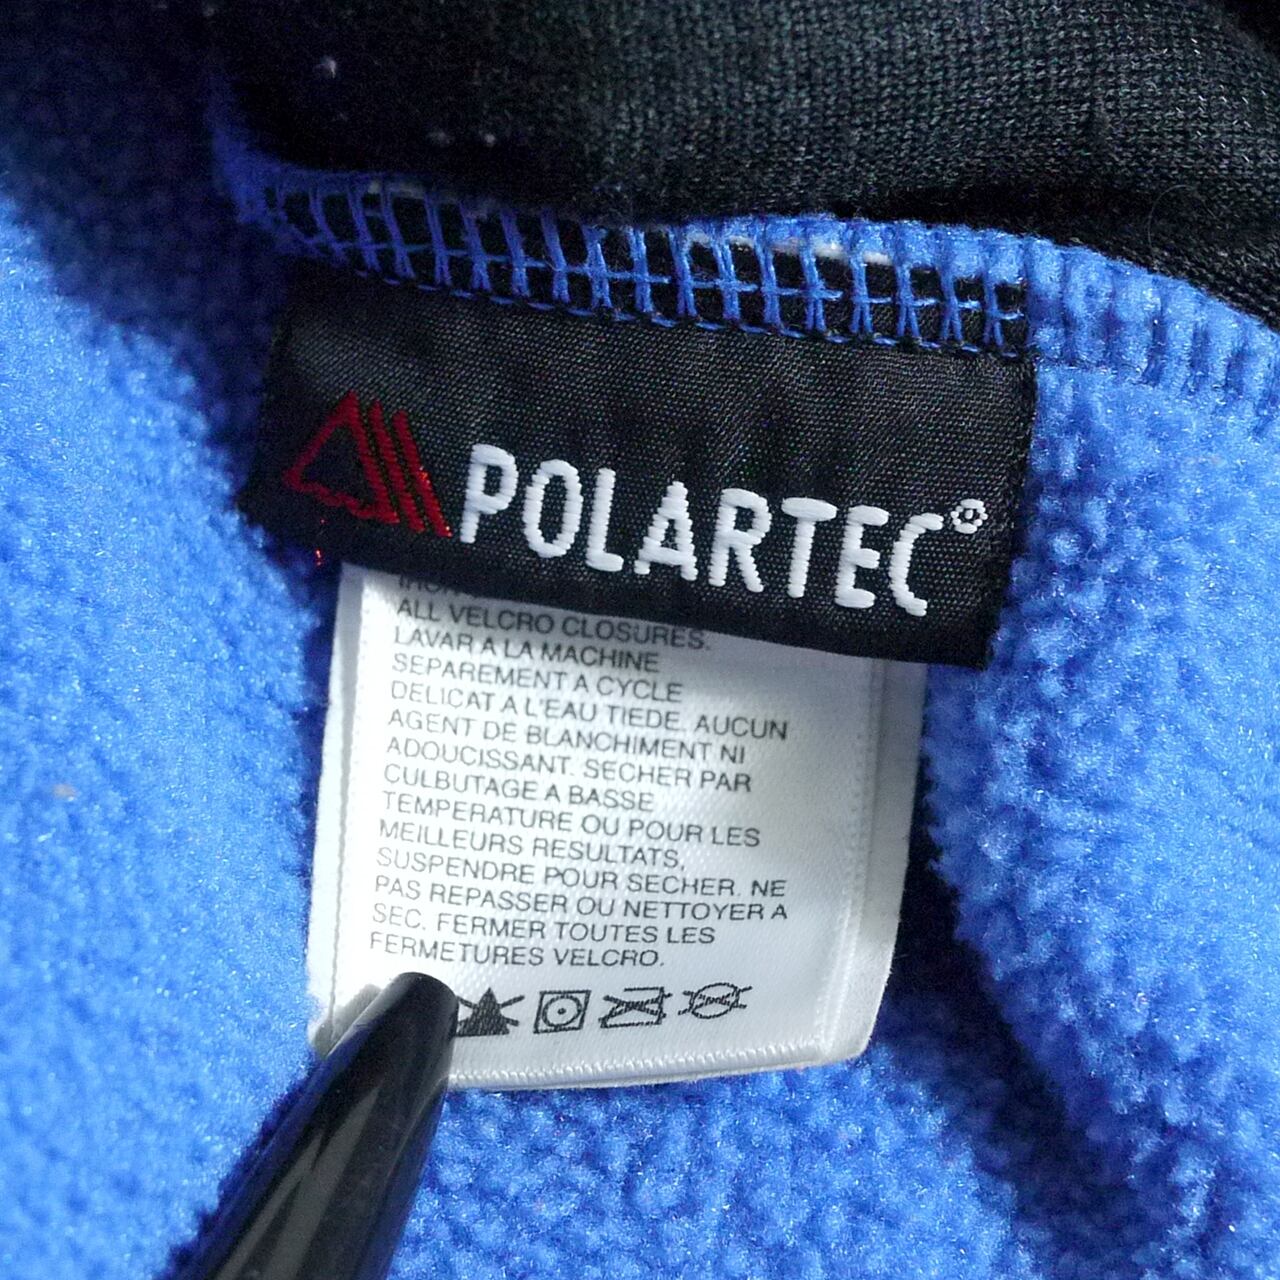 POLARTEC®
ALL VELCRO CLOSURES.
LAVAR A LA MACHINE
SEPAREMENT A CYCLE
DELICAT A L'EAU TIEDE. AUCUN
AGENT DE BLANCHIMENT NI
ADOUCISSANT. SECHER PAR
CULBUTAGE A BASSE
TEMPERATURE OU POUR LES
MEILLEURS RESULTATS,
SUSPENDRE POUR SECHER. NE
PAS REPASSER OU NETTOYER A
SEC. FERMER TOUTES LES
FERMETURES VELCRO.